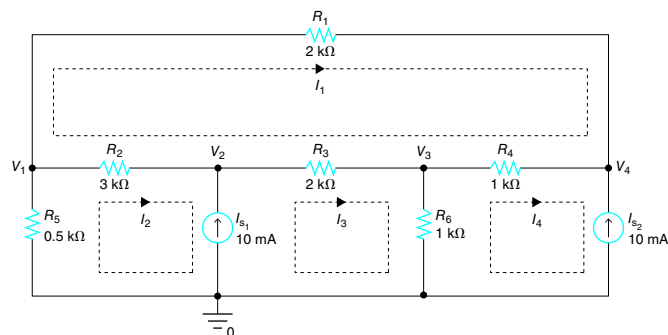 R1
2 kΩ
I1
V1
R2
3 kΩ
V2
R3
2 kΩ
V3
R4
1 kΩ
V4
R5
0.5 kΩ
I2
Is1
10 mA
I3
R6
1 kΩ
I4
Is2
10 mA
0